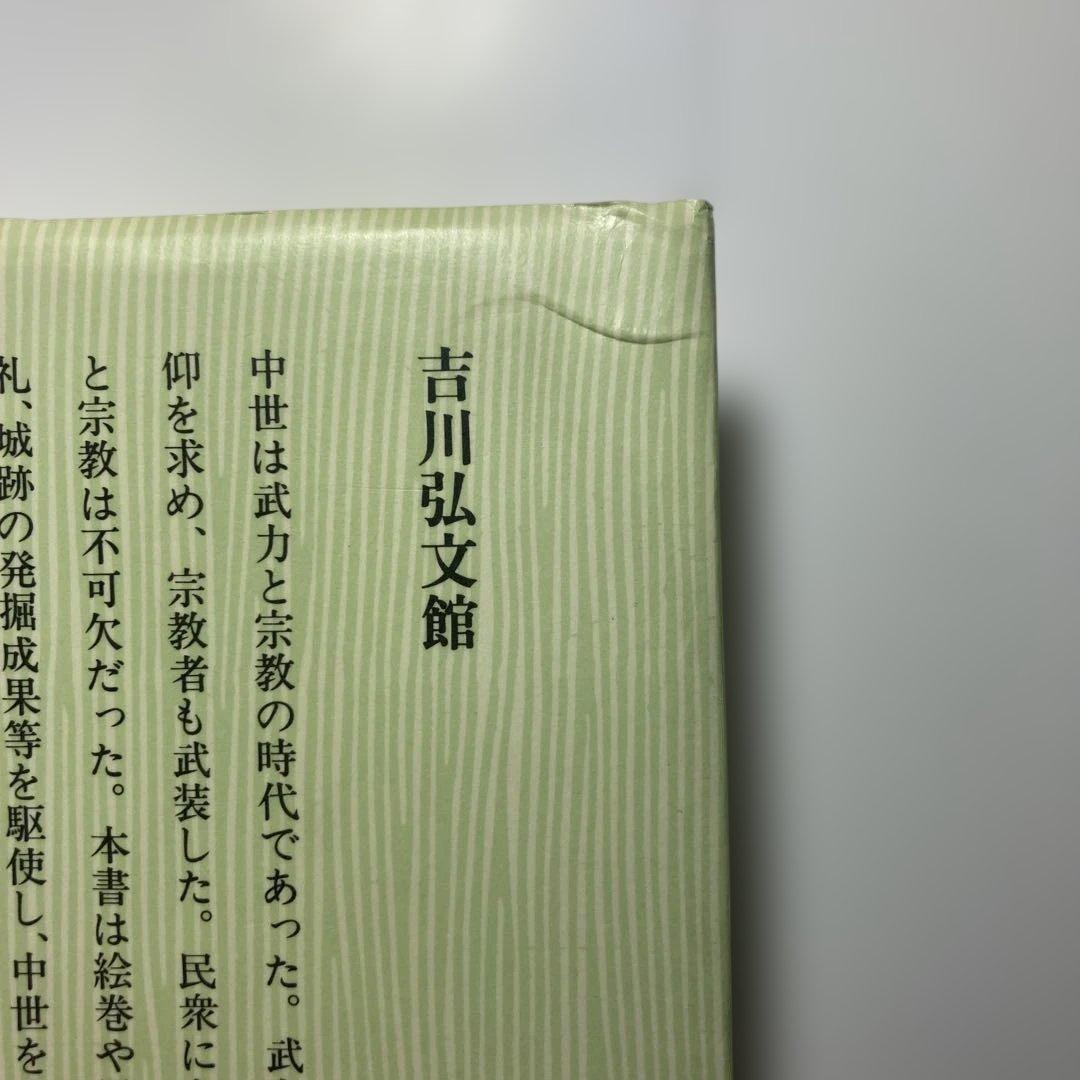 吉川弘文館
中世は武力と宗教の時代であった。武
仰を求め、宗教者も武装した。民衆に
と宗教は不可欠だった。本書は絵巻や
礼、城跡の発掘成果等を駆使し、中世を